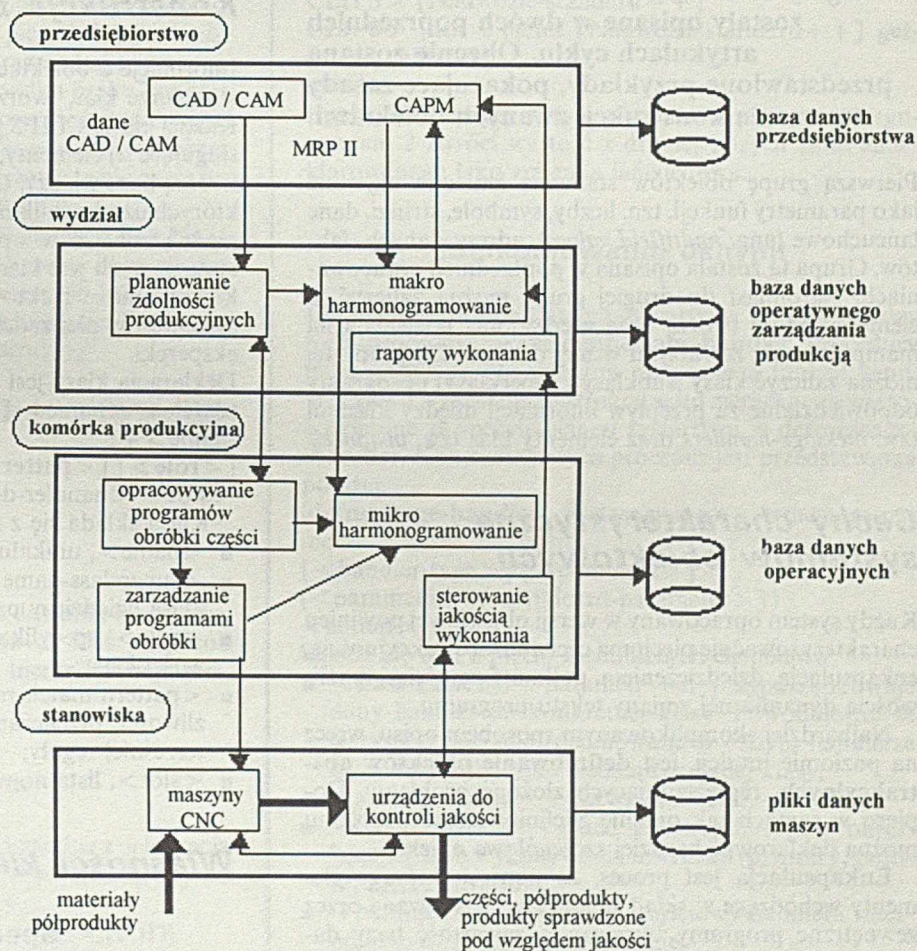 przedsiębiorstwo
CAD / CAM
dane
CAD / CAM
CAPM
MRP II
baza danych
przedsiębiorstwa
wydział
planowanie
zdolności
produkcyjnych
makro
harmonogramowanie
raporty wykonania
baza danych
operatywnego
zarządzania
produkcją
komórka produkcyjna
opracowywanie
programów
obróbki części
mikro
harmonogramowanie
zarządzanie
programami
obróbki
sterowanie
jakością
wykonania
baza danych
operacyjnych
stanowiska
maszyny
CNC
urządzenia do
kontroli jakości
pliki danych
maszyn
materiały
półprodukty
części, półprodukty,
produkty sprawdzone
pod względem jakości